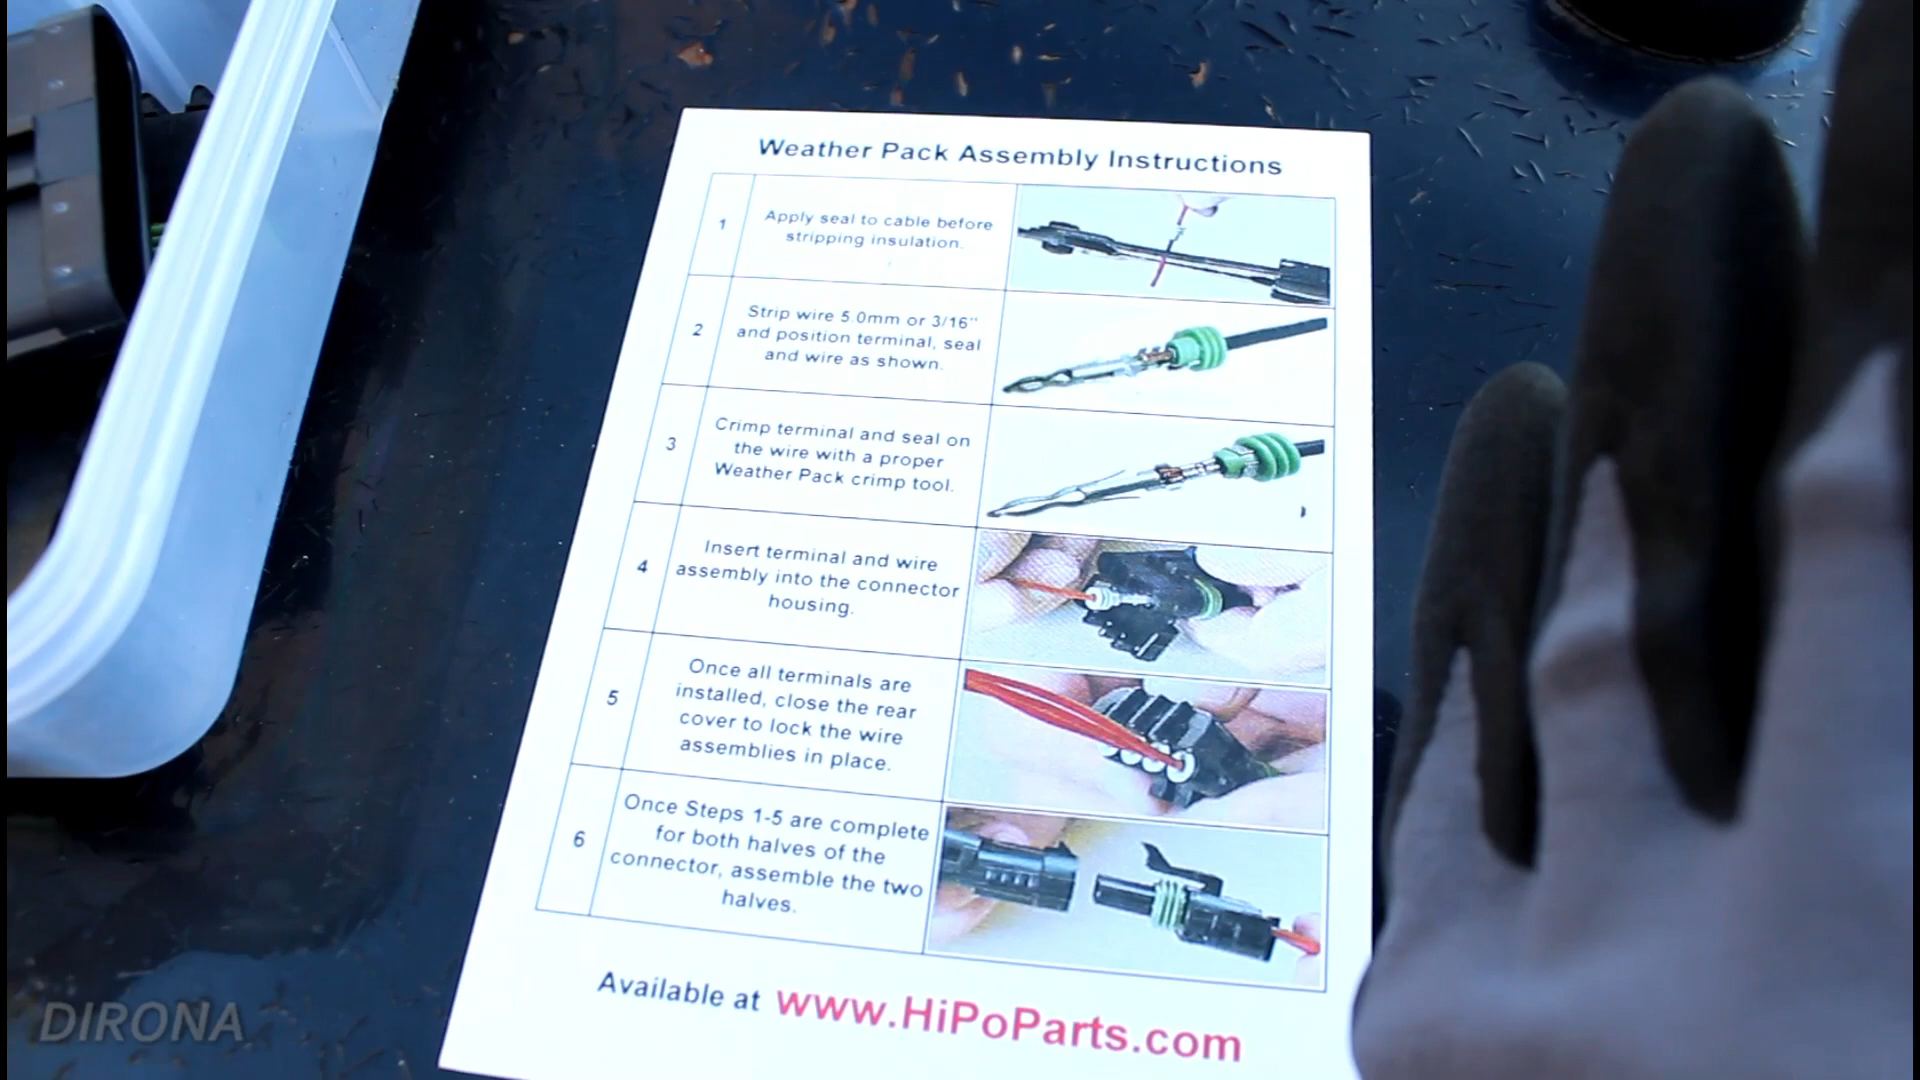 Weather Pack Assembly Instructions
1
Apply seal to cable before
stripping insulation.
2
Strip wire 5.0mm or 3/16"
and position terminal, seal
and wire as shown.
3
Crimp terminal and seal on
the wire with a proper
Weather Pack crimp tool.
4
Insert terminal and wire
assembly into the connector
housing.
5
Once all terminals are
installed, close the rear
cover to lock the wire
assemblies in place.
6
Once Steps 1-5 are complete
for both halves of the
connector, assemble the two
halves.
Available at www.HiPoParts.com
DIRONA